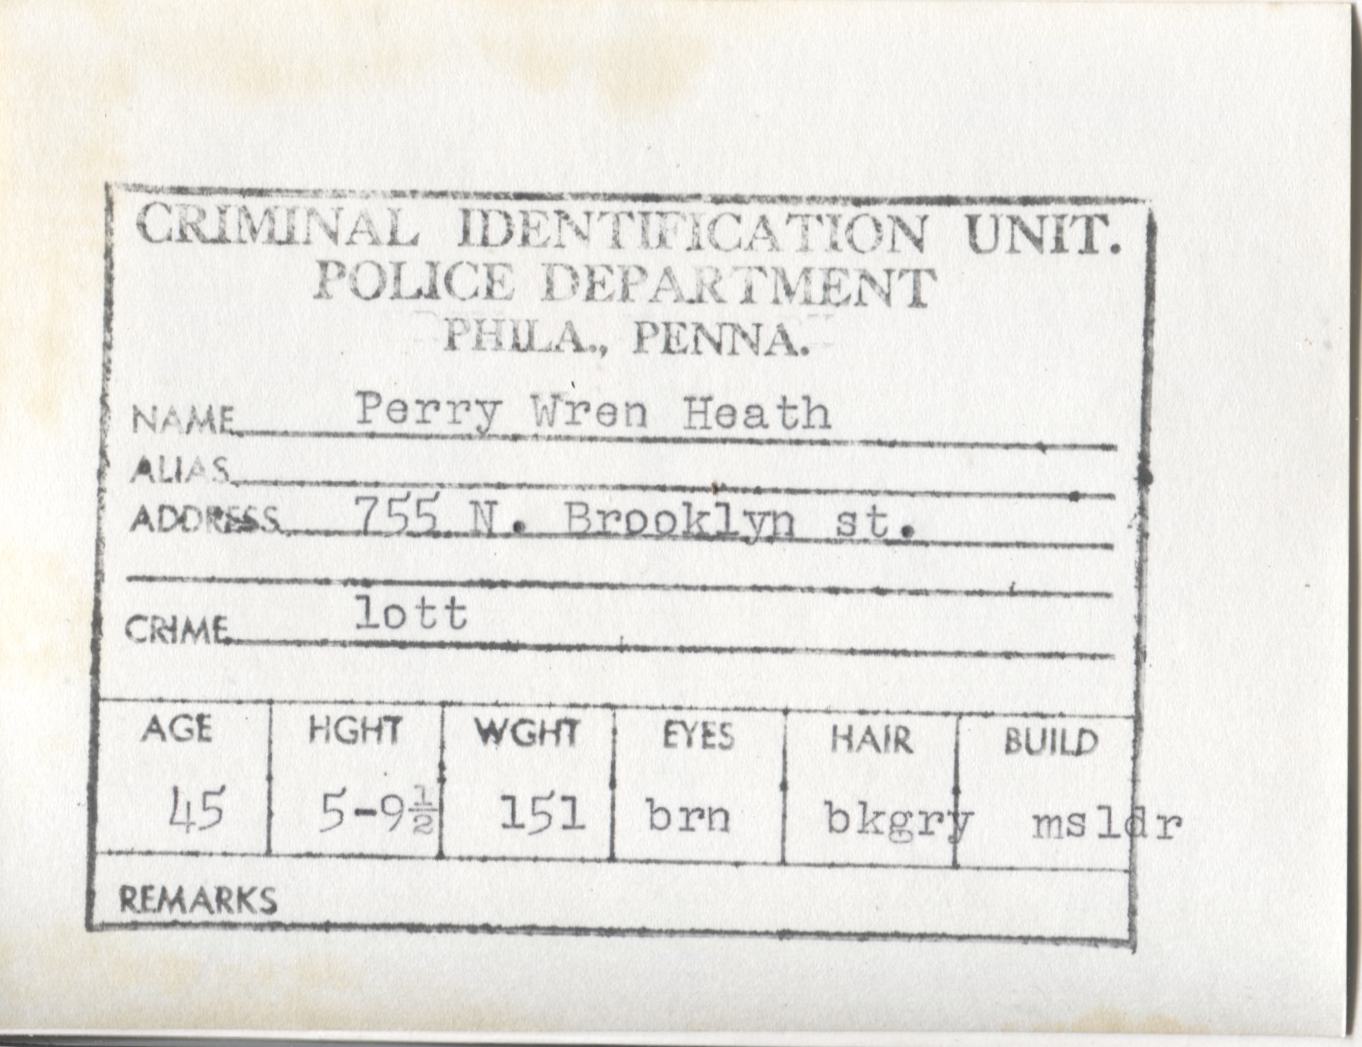 CRIMINAL IDENTIFICATION UNIT.
POLICE DEPARTMENT
PHILA., PENNA.
NAME Perry Wren Heath
ALIAS
ADDRESS 755 N. Brooklyn st.
CRIME lott
AGE HGHT WGHT EYES HAIR BUILD
45 5-9½ 151 brn bkgry msldr
REMARKS